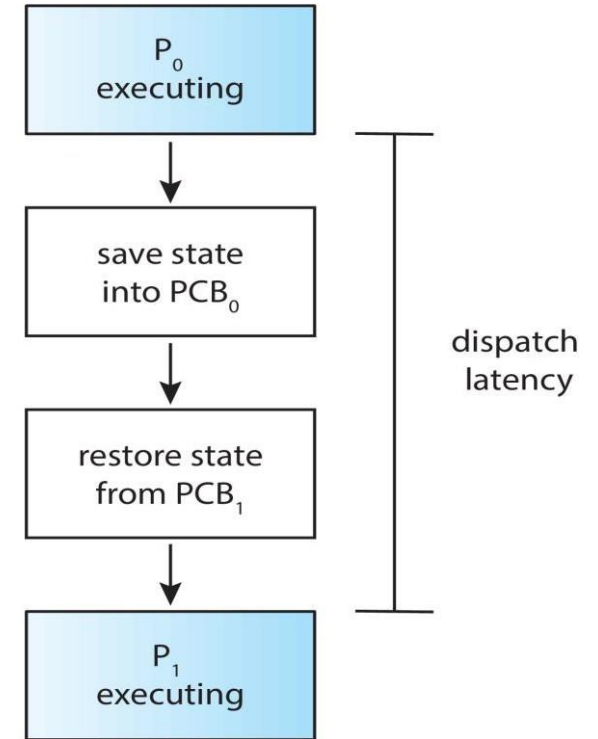 P₀
executing
save state
into PCB₀
dispatch
latency
restore state
from PCB₁
P₁
executing